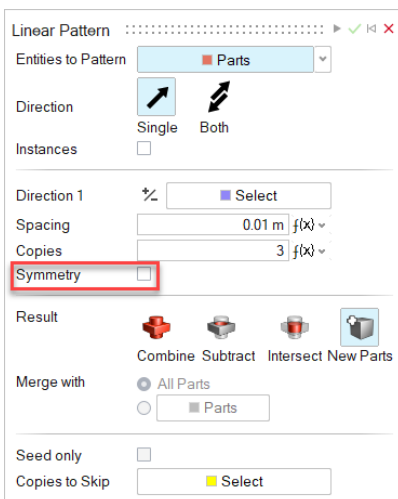 Linear Pattern
Entities to Pattern Parts
Direction
Single Both
Instances
Direction 1 +/- Select
Spacing 0.01 m f(x)
Copies 3 f(x)
Symmetry
Result
Combine Subtract Intersect New Parts
Merge with All Parts
Parts
Seed only
Copies to Skip Select